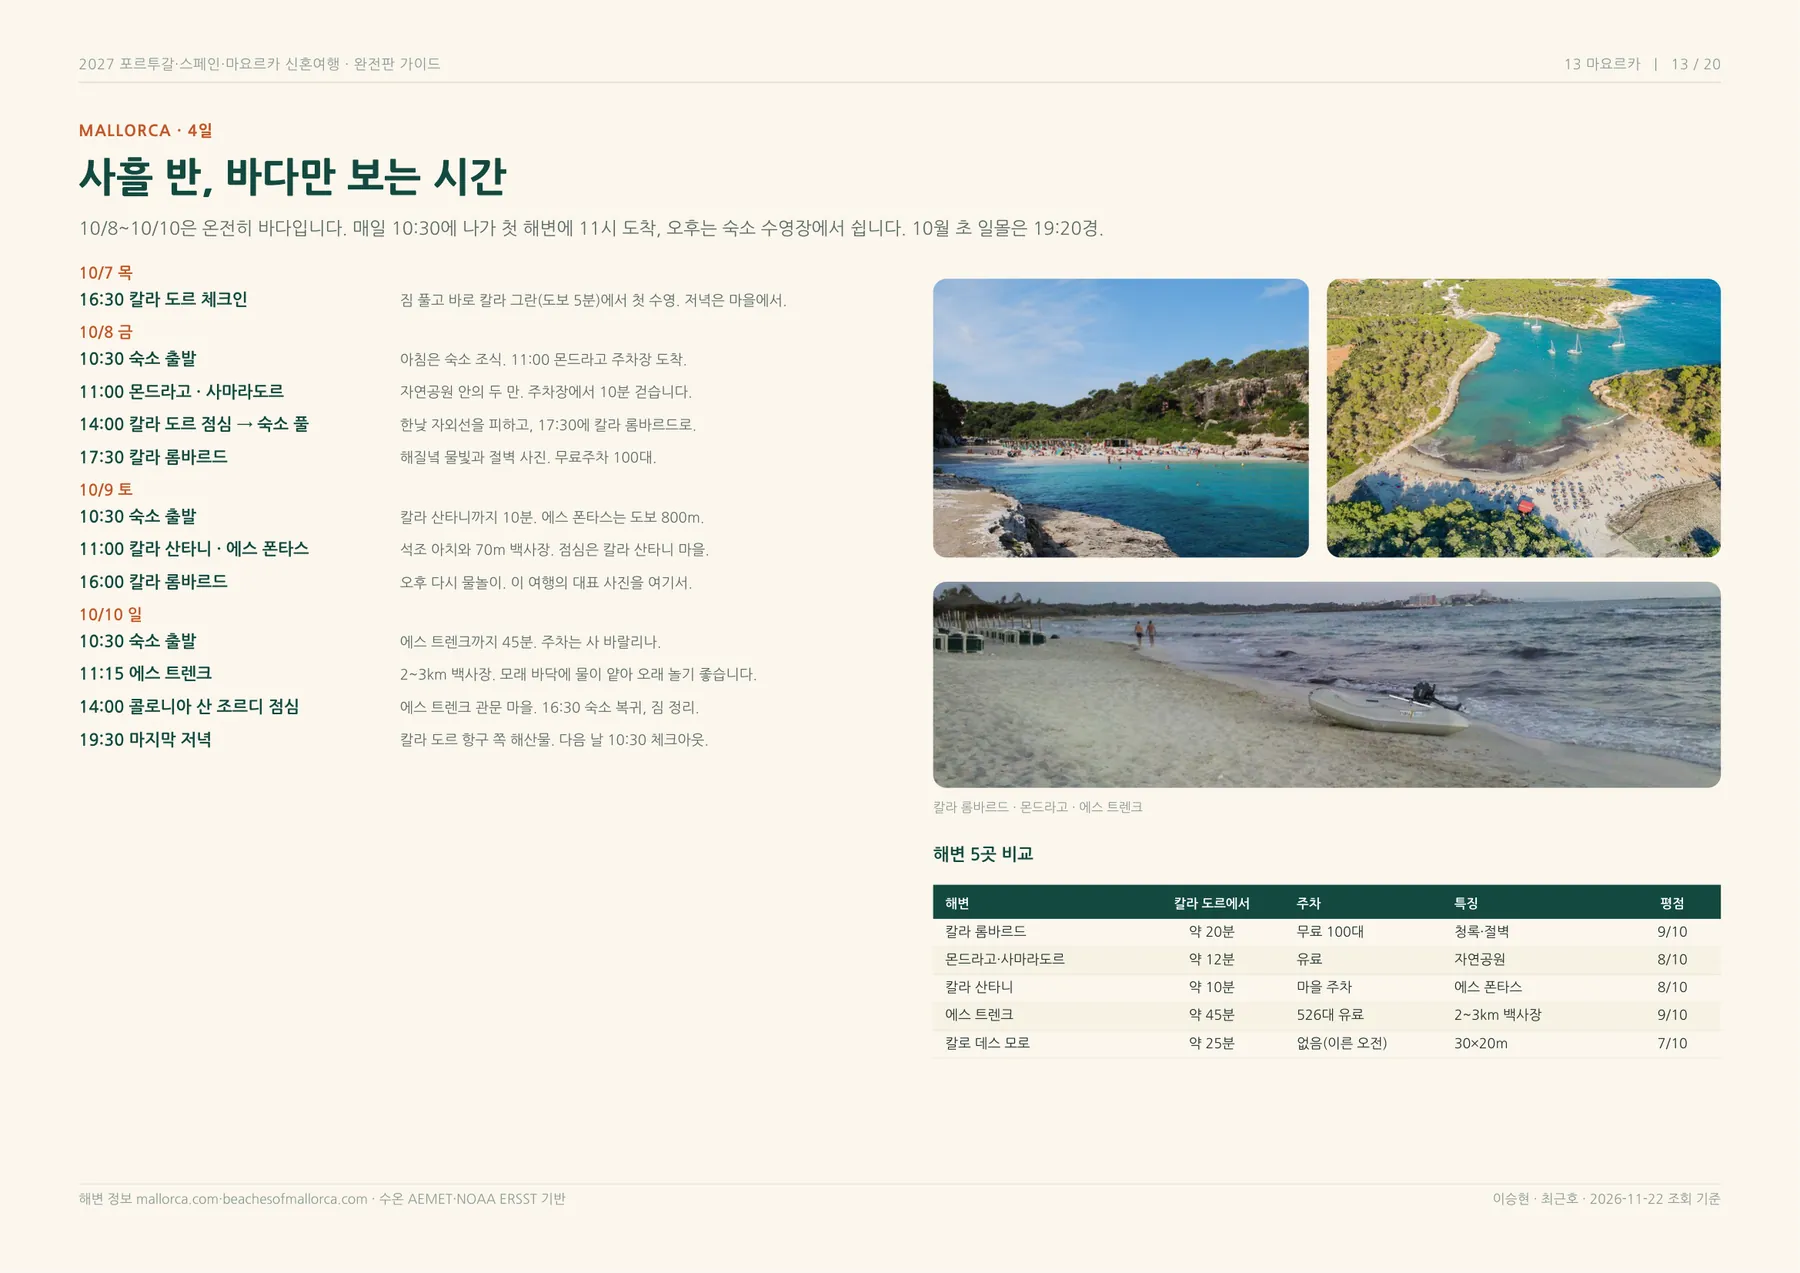 2027 포르투갈·스페인·마요르카 신혼여행 · 완전판 가이드
13 마요르카 | 13 / 20
MALLORCA · 4일
사흘 반, 바다만 보는 시간
10/8~10/10은 온전히 바다입니다. 매일 10:30에 나가 첫 해변에 11시 도착, 오후는 숙소 수영장에서 쉽니다. 10월 초 일몰은 19:20경.
10/7 목
16:30 칼라 도르 체크인 짐 풀고 바로 칼라 그란(도보 5분)에서 첫 수영. 저녁은 마을에서.
10/8 금
10:30 숙소 출발 아침은 숙소 조식. 11:00 몬드라고 주차장 도착.
11:00 몬드라고 · 사마라도르 자연공원 안의 두 만. 주차장에서 10분 걷습니다.
14:00 칼라 도르 점심 → 숙소 풀 한낮 자외선을 피하고, 17:30에 칼라 롬바르드로.
17:30 칼라 롬바르드 해질녘 물빛과 절벽 사진. 무료주차 100대.
10/9 토
10:30 숙소 출발 칼라 산타니까지 10분. 에스 폰타스는 도보 800m.
11:00 칼라 산타니 · 에스 폰타스 석조 아치와 70m 백사장. 점심은 칼라 산타니 마을.
16:00 칼라 롬바르드 오후 다시 물놀이. 이 여행의 대표 사진을 여기서.
10/10 일
10:30 숙소 출발 에스 트렌크까지 45분. 주차는 사 바랄리나.
11:15 에스 트렌크 2~3km 백사장. 모래 바닥에 물이 얕아 오래 놀기 좋습니다.
14:00 콜로니아 산 조르디 점심 에스 트렌크 관문 마을. 16:30 숙소 복귀, 짐 정리.
19:30 마지막 저녁 칼라 도르 항구 쪽 해산물. 다음 날 10:30 체크아웃.
칼라 롬바르드 · 몬드라고 · 에스 트렌크
해변 5곳 비교
해변 칼라 도르에서 주차 특징 평점
칼라 롬바르드 약 20분 무료 100대 청록·절벽 9/10
몬드라고·사마라도르 약 12분 유료 자연공원 8/10
칼라 산타니 약 10분 마을 주차 에스 폰타스 8/10
에스 트렌크 약 45분 526대 유료 2~3km 백사장 9/10
칼로 데스 모로 약 25분 없음(이른 오전) 30×20m 7/10
해변 정보 mallorca.com·beachesofmallorca.com · 수온 AEMET·NOAA ERSST 기반
이승현 · 최근호 · 2026-11-22 조회 기준